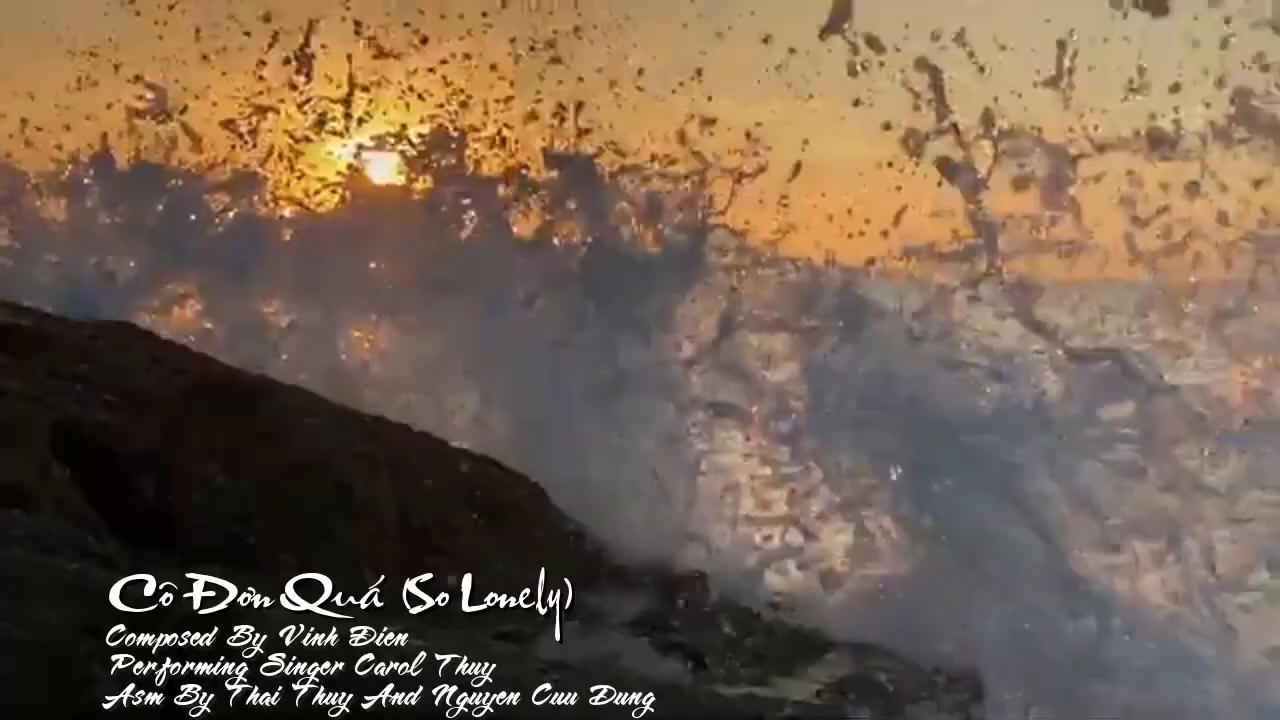 Cô Đơn Quá (So Lonely)
Composed By Vinh Đien
Performing Singer Carol Thuy
Asm By Thai Thuy And Nguyen Cuu Dung